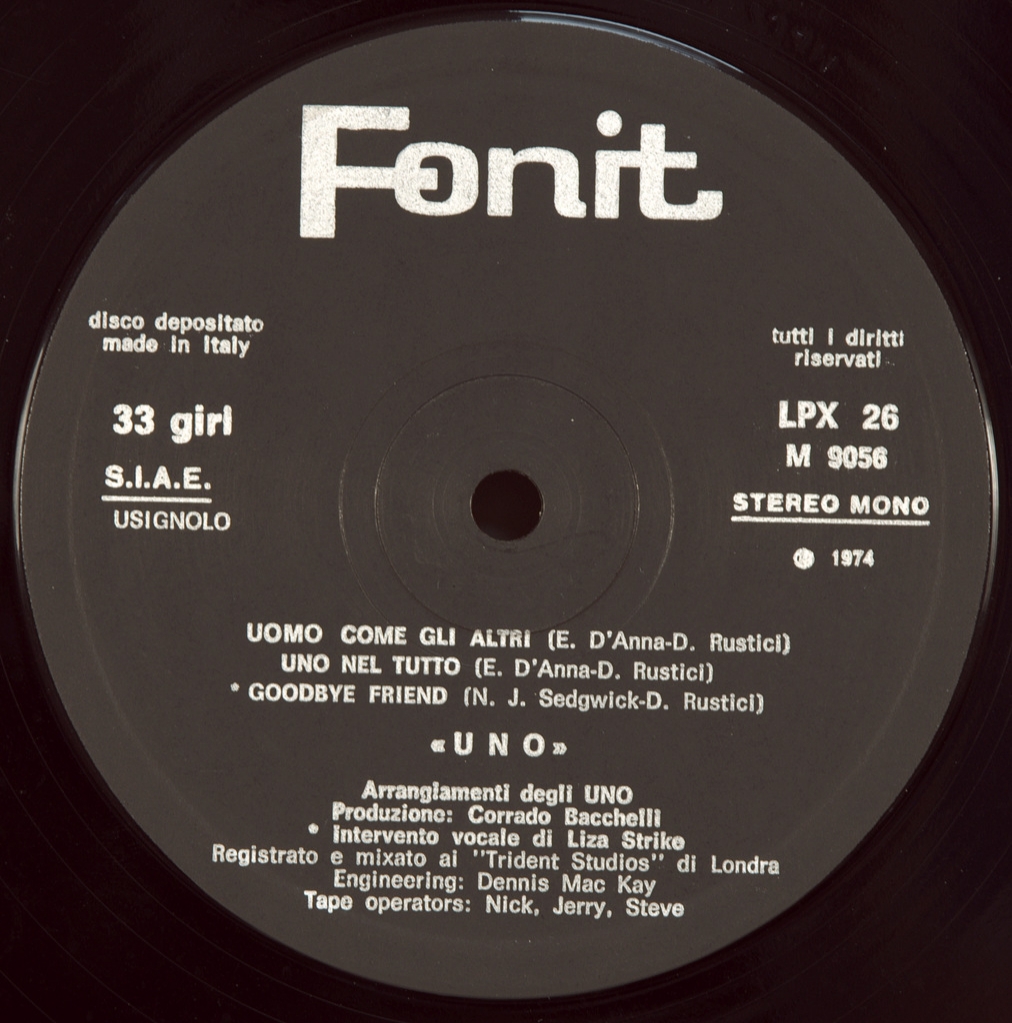 Fonit
disco depositato
made in Italy
tutti i diritti
riservati
33 giri
S.I.A.E.
USIGNOLO
LPX 26
M 9056
STEREO MONO
℗ 1974
UOMO COME GLI ALTRI (E. D'Anna-D. Rustici)
UNO NEL TUTTO (E. D'Anna-D. Rustici)
* GOODBYE FRIEND (N. J. Sedgwick-D. Rustici)
«UNO»
Arrangiamenti degli UNO
Produzione: Corrado Bacchelli
* Intervento vocale di Liza Strike
Registrato e mixato ai "Trident Studios" di Londra
Engineering: Dennis Mac Kay
Tape operators: Nick, Jerry, Steve